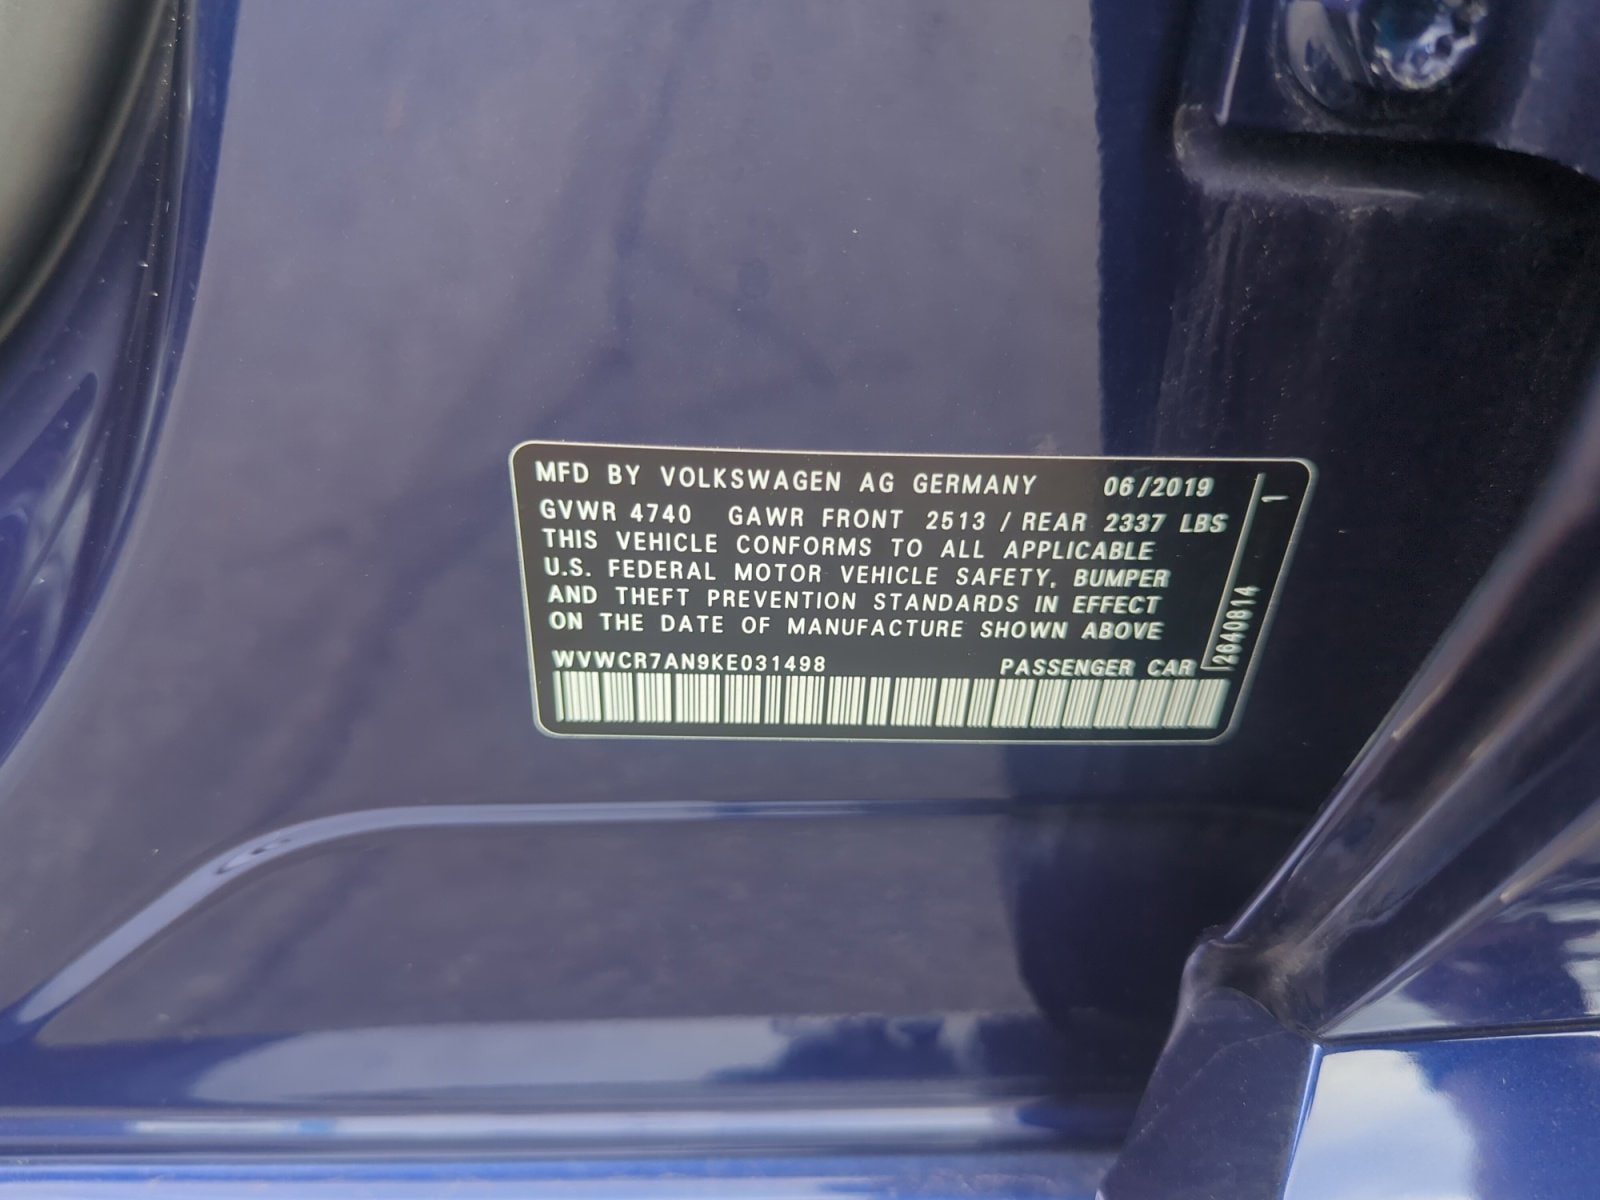 MFD BY VOLKSWAGEN AG GERMANY 06/2019
GVWR 4740 GAWR FRONT 2513 / REAR 2337 LBS
THIS VEHICLE CONFORMS TO ALL APPLICABLE
U.S. FEDERAL MOTOR VEHICLE SAFETY, BUMPER
AND THEFT PREVENTION STANDARDS IN EFFECT
ON THE DATE OF MANUFACTURE SHOWN ABOVE
WVWCR7AN9KE031498 PASSENGER CAR
2640814
1